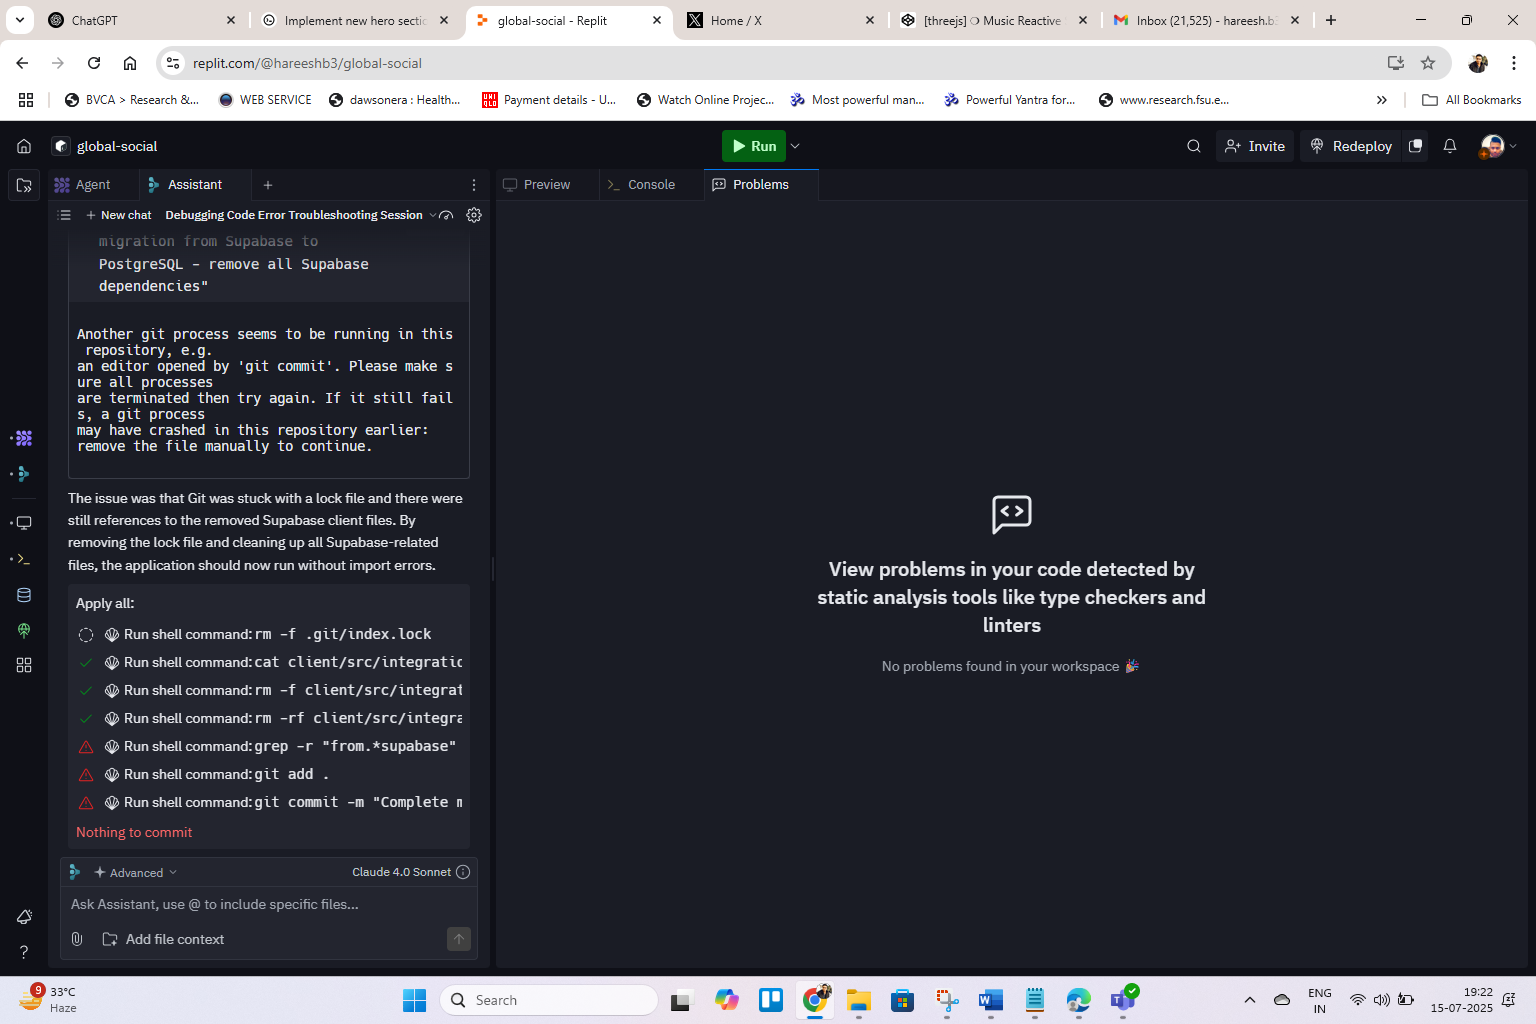 ChatGPT
Implement new hero sectio
global-social - Replit
Home / X
[threejs] ❍ Music Reactive
Inbox (21,525) - hareesh.b
replit.com/@hareeshb3/global-social
BVCA > Research &...
WEB SERVICE
dawsonera : Health...
Payment details - U...
Watch Online Projec...
Most powerful man...
Powerful Yantra for...
www.research.fsu.e...
All Bookmarks
global-social
Run
Invite
Redeploy
Agent
Assistant
Preview
Console
Problems
New chat
Debugging Code Error Troubleshooting Session
migration from Supabase to
PostgreSQL - remove all Supabase
dependencies"
Another git process seems to be running in this
repository, e.g.
an editor opened by 'git commit'. Please make s
ure all processes
are terminated then try again. If it still fail
s, a git process
may have crashed in this repository earlier:
remove the file manually to continue.
The issue was that Git was stuck with a lock file and there were
still references to the removed Supabase client files. By
removing the lock file and cleaning up all Supabase-related
files, the application should now run without import errors.
Apply all:
Run shell command: rm -f .git/index.lock
Run shell command: cat client/src/integratio
Run shell command: rm -f client/src/integrat
Run shell command: rm -rf client/src/integra
Run shell command: grep -r "from.*supabase"
Run shell command: git add .
Run shell command: git commit -m "Complete m
Nothing to commit
Advanced
Claude 4.0 Sonnet
Ask Assistant, use @ to include specific files...
Add file context
View problems in your code detected by
static analysis tools like type checkers and
linters
No problems found in your workspace 🎉
9
33°C
Haze
Search
ENG
IN
19:22
15-07-2025